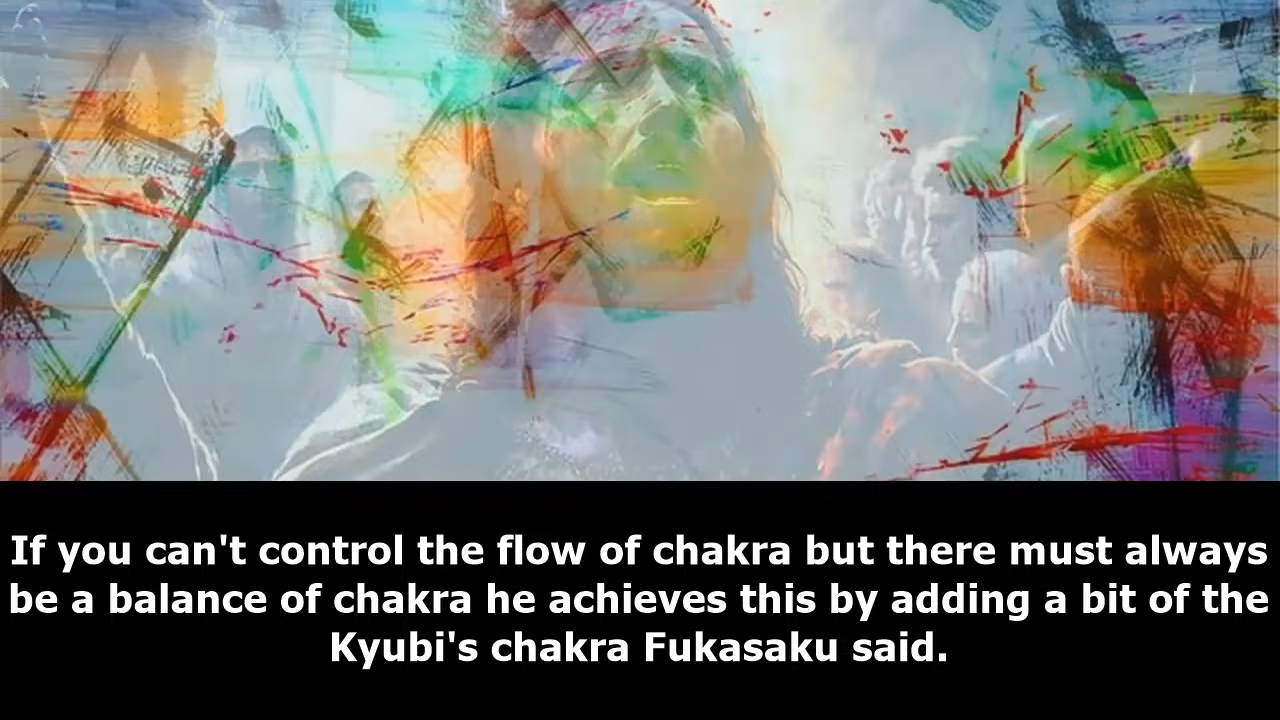 If you can't control the flow of chakra but there must always
be a balance of chakra he achieves this by adding a bit of the
Kyubi's chakra Fukasaku said.